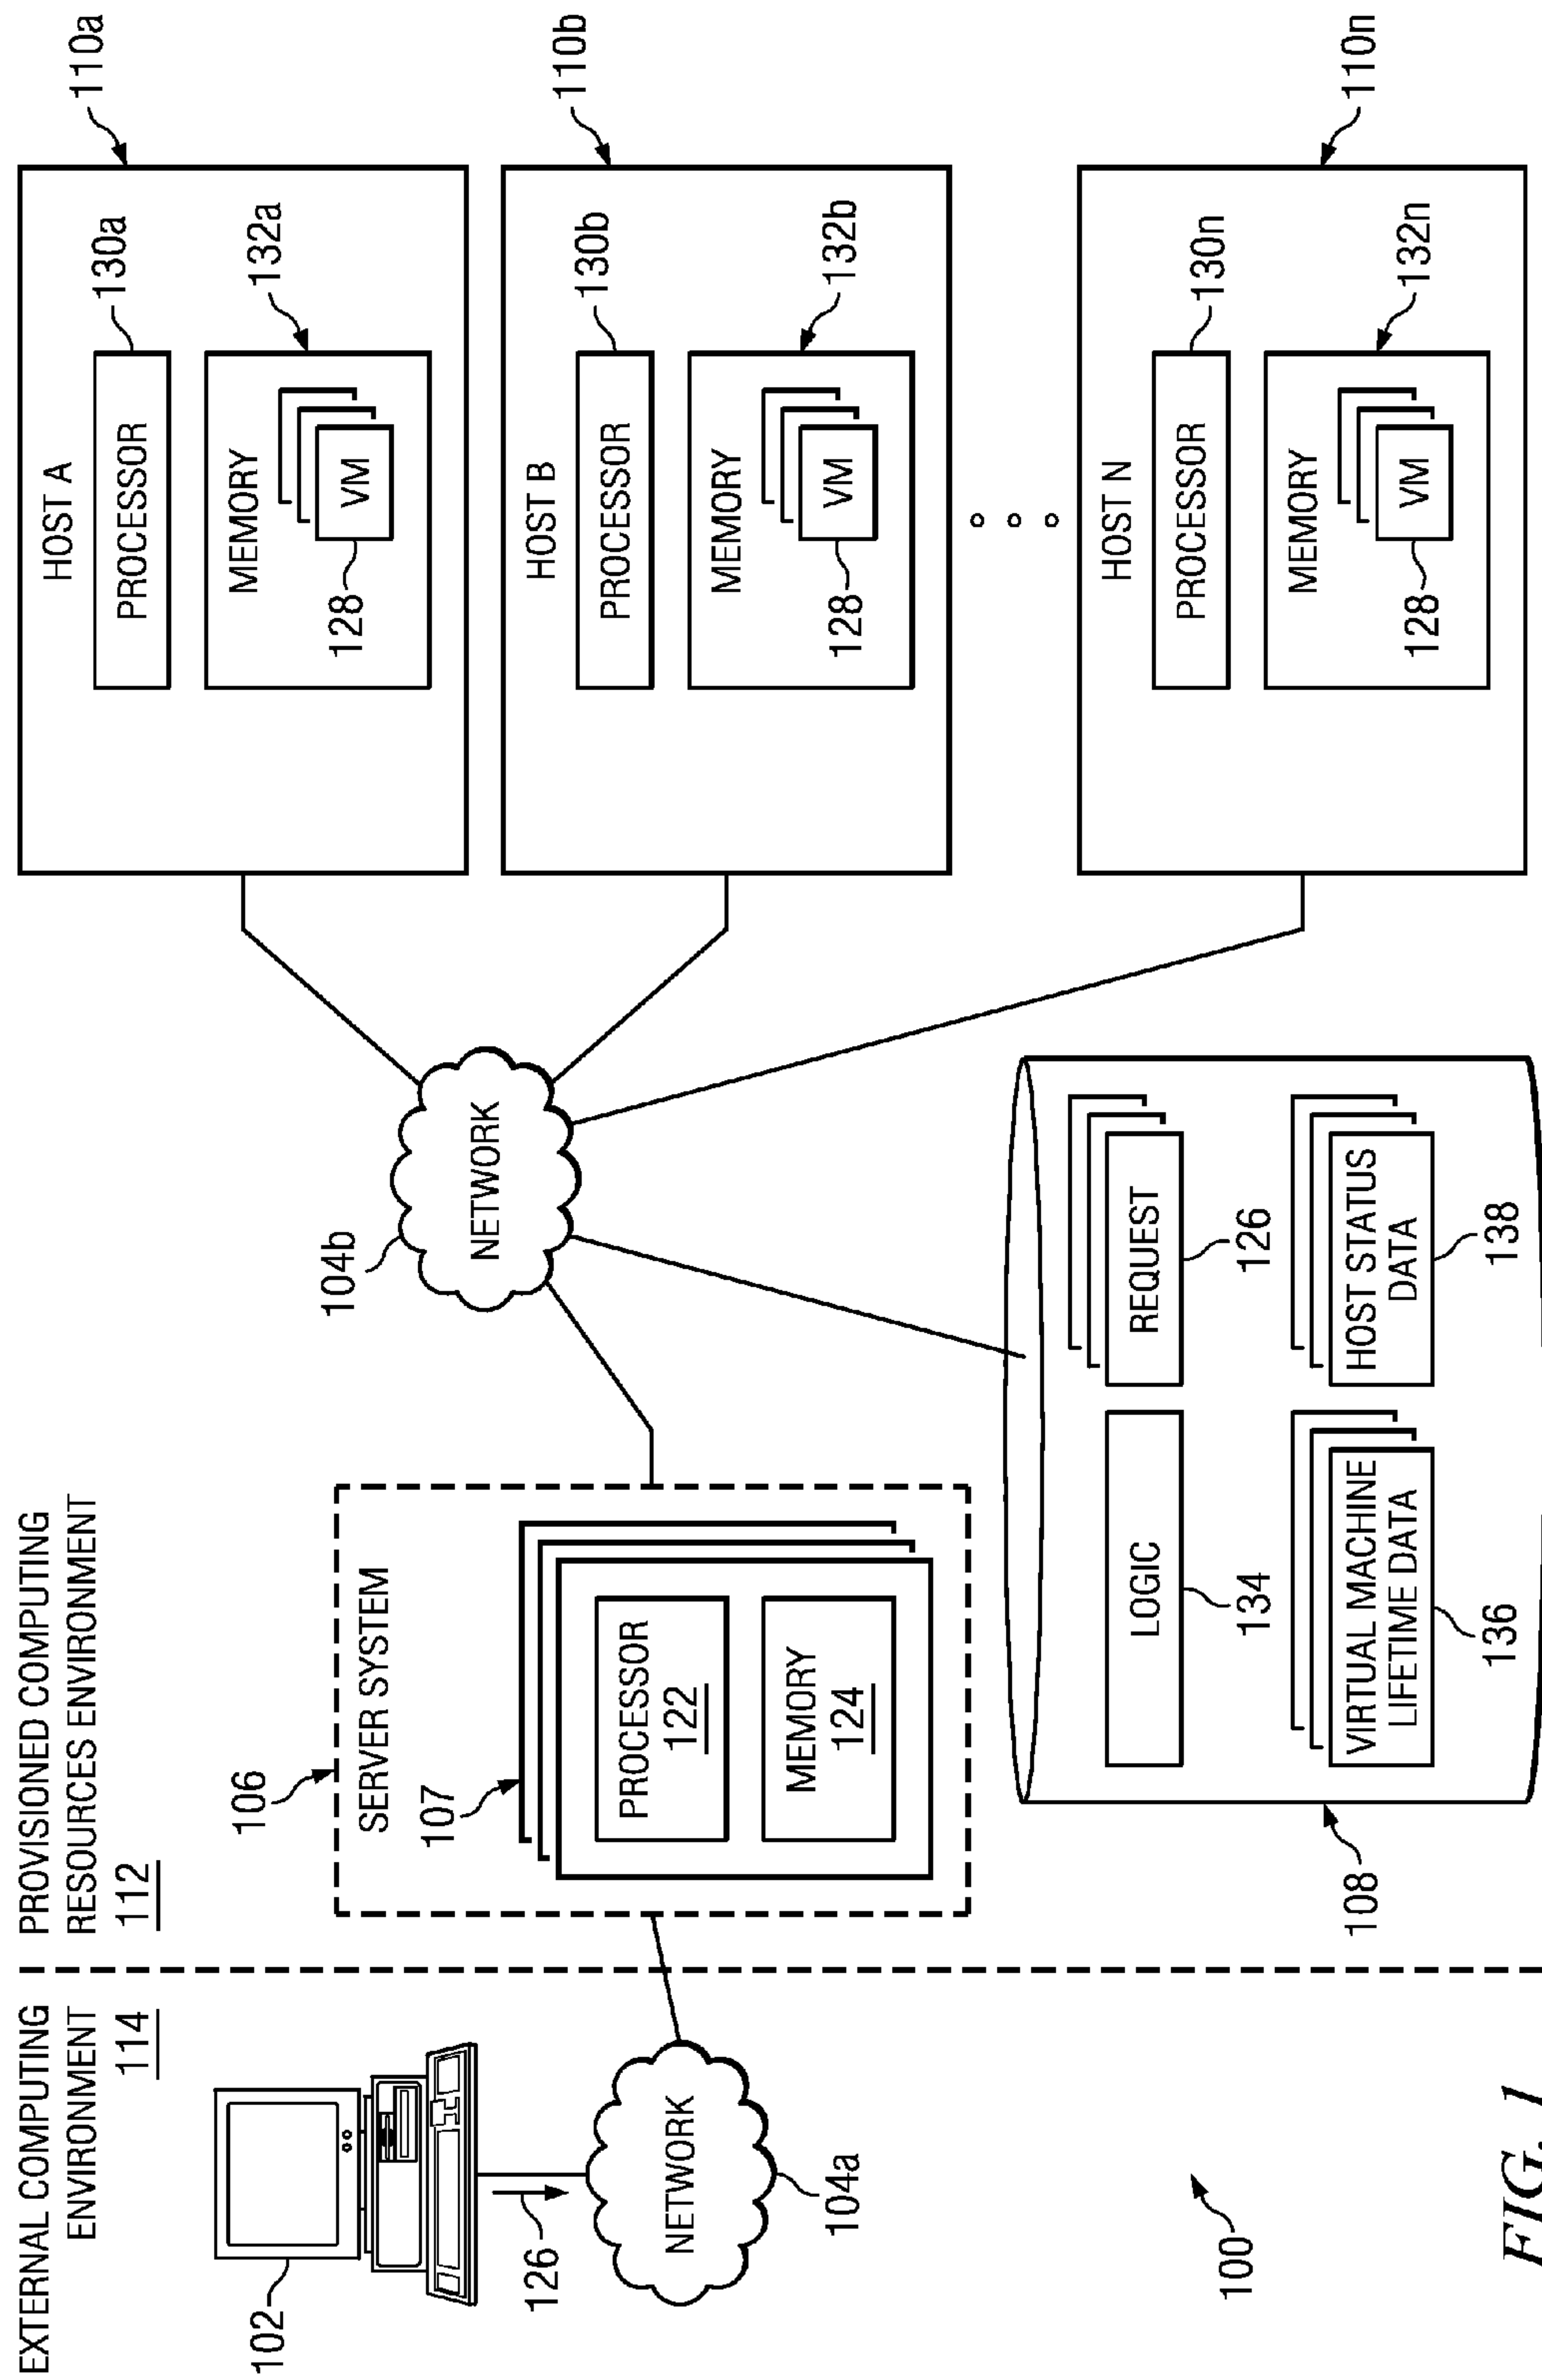 EXTERNAL COMPUTING
ENVIRONMENT
114
PROVISIONED COMPUTING
RESOURCES ENVIRONMENT
112
102
126
NETWORK
104a
100
106
SERVER SYSTEM
107
PROCESSOR
122
MEMORY
124
104b
NETWORK
108
LOGIC
134
REQUEST
126
VIRTUAL MACHINE
LIFETIME DATA
136
HOST STATUS
DATA
138
110a
HOST A
PROCESSOR
130a
MEMORY
132a
VM
128
110b
HOST B
PROCESSOR
130b
MEMORY
132b
VM
128
110n
HOST N
PROCESSOR
130n
MEMORY
132n
VM
128
FIG. 1